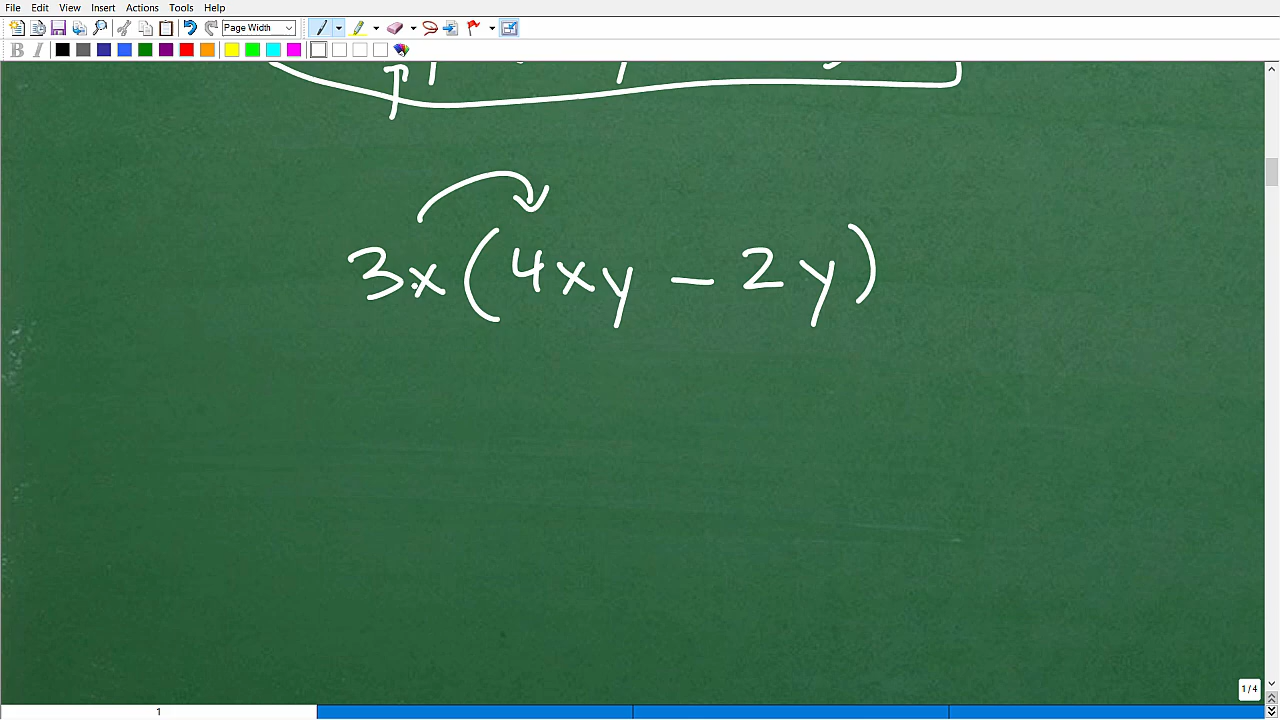 File Edit View Insert Actions Tools Help
Page Width
B I
3x(4xy - 2y)
1/4
1